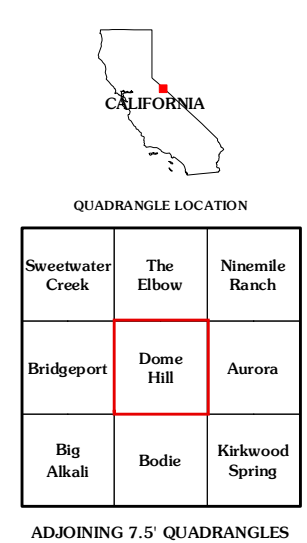 CALIFORNIA
QUADRANGLE LOCATION
Sweetwater
Creek
The
Elbow
Ninemile
Ranch
Bridgeport
Dome
Hill
Aurora
Big
Alkali
Bodie
Kirkwood
Spring
ADJOINING 7.5' QUADRANGLES